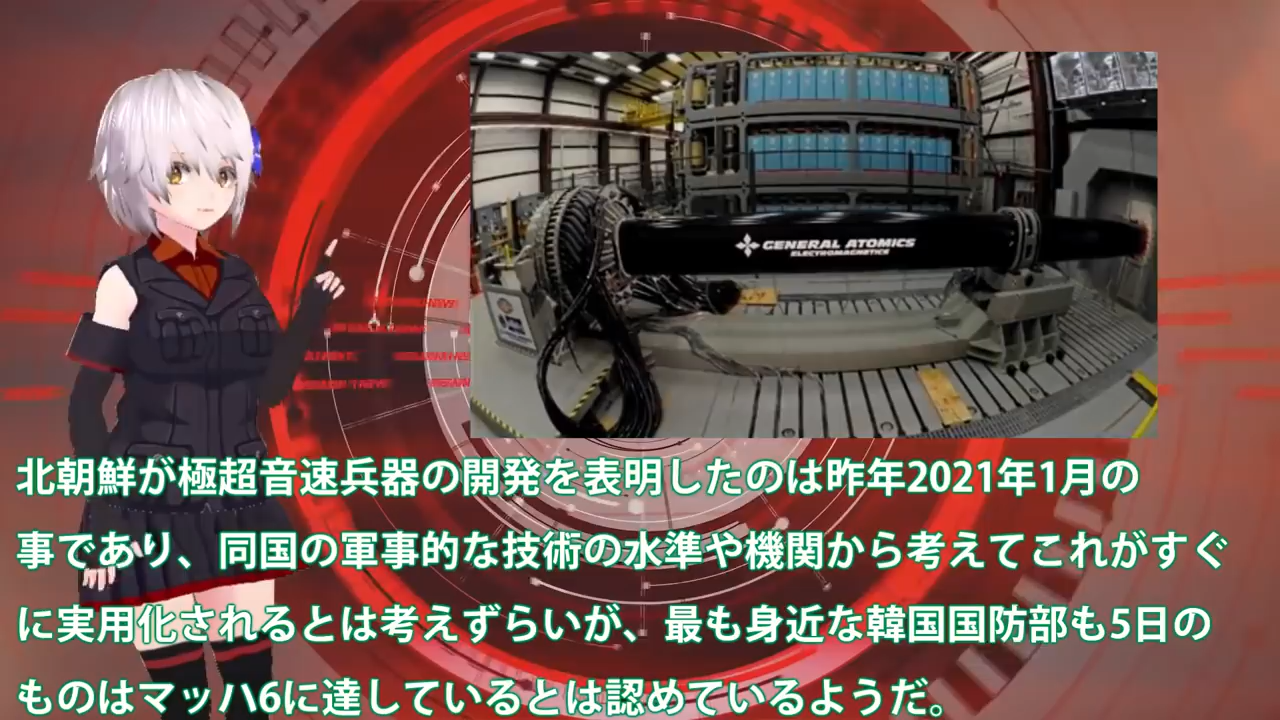 GENERAL ATOMICS
ELECTROMAGNETICS
北朝鮮が極超音速兵器の開発を表明したのは昨年2021年1月の
事であり、同国の軍事的な技術の水準や機関から考えてこれがすぐ
に実用化されるとは考えずらいが、最も身近な韓国国防部も5日の
ものはマッハ6に達しているとは認めているようだ。